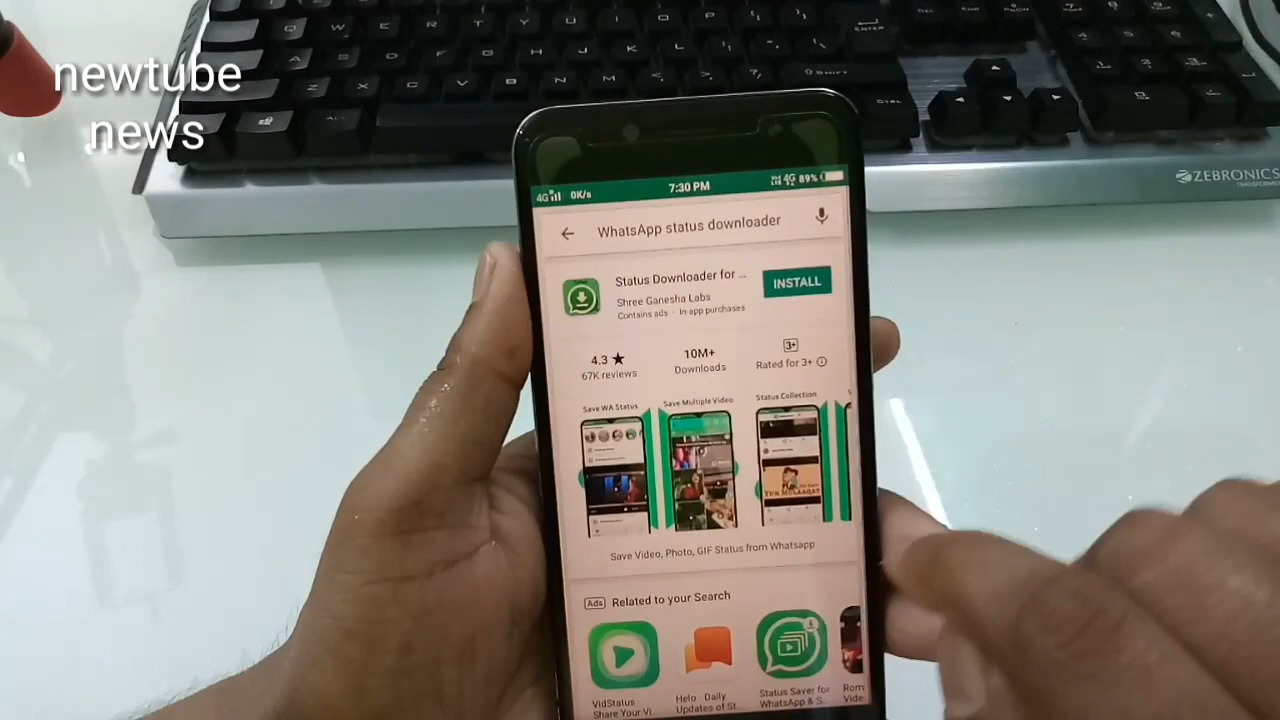 newtube
news
ZEBRONICS
4G 0K/s 7:30 PM 4G 89%
WhatsApp status downloader
Status Downloader for ...
INSTALL
Shree Ganesha Labs
Contains ads · In-app purchases
4.3 ★
67K reviews
10M+
Downloads
3+
Rated for 3+
Save WA Status
Save Multiple Video
Status Collection
Save Video, Photo, GIF Status from Whatsapp
Ads Related to your Search
VidStatus
Share Your Vi..
Helo Daily
Updates of St..
Status Saver for
WhatsApp & S..
Rom
Vide